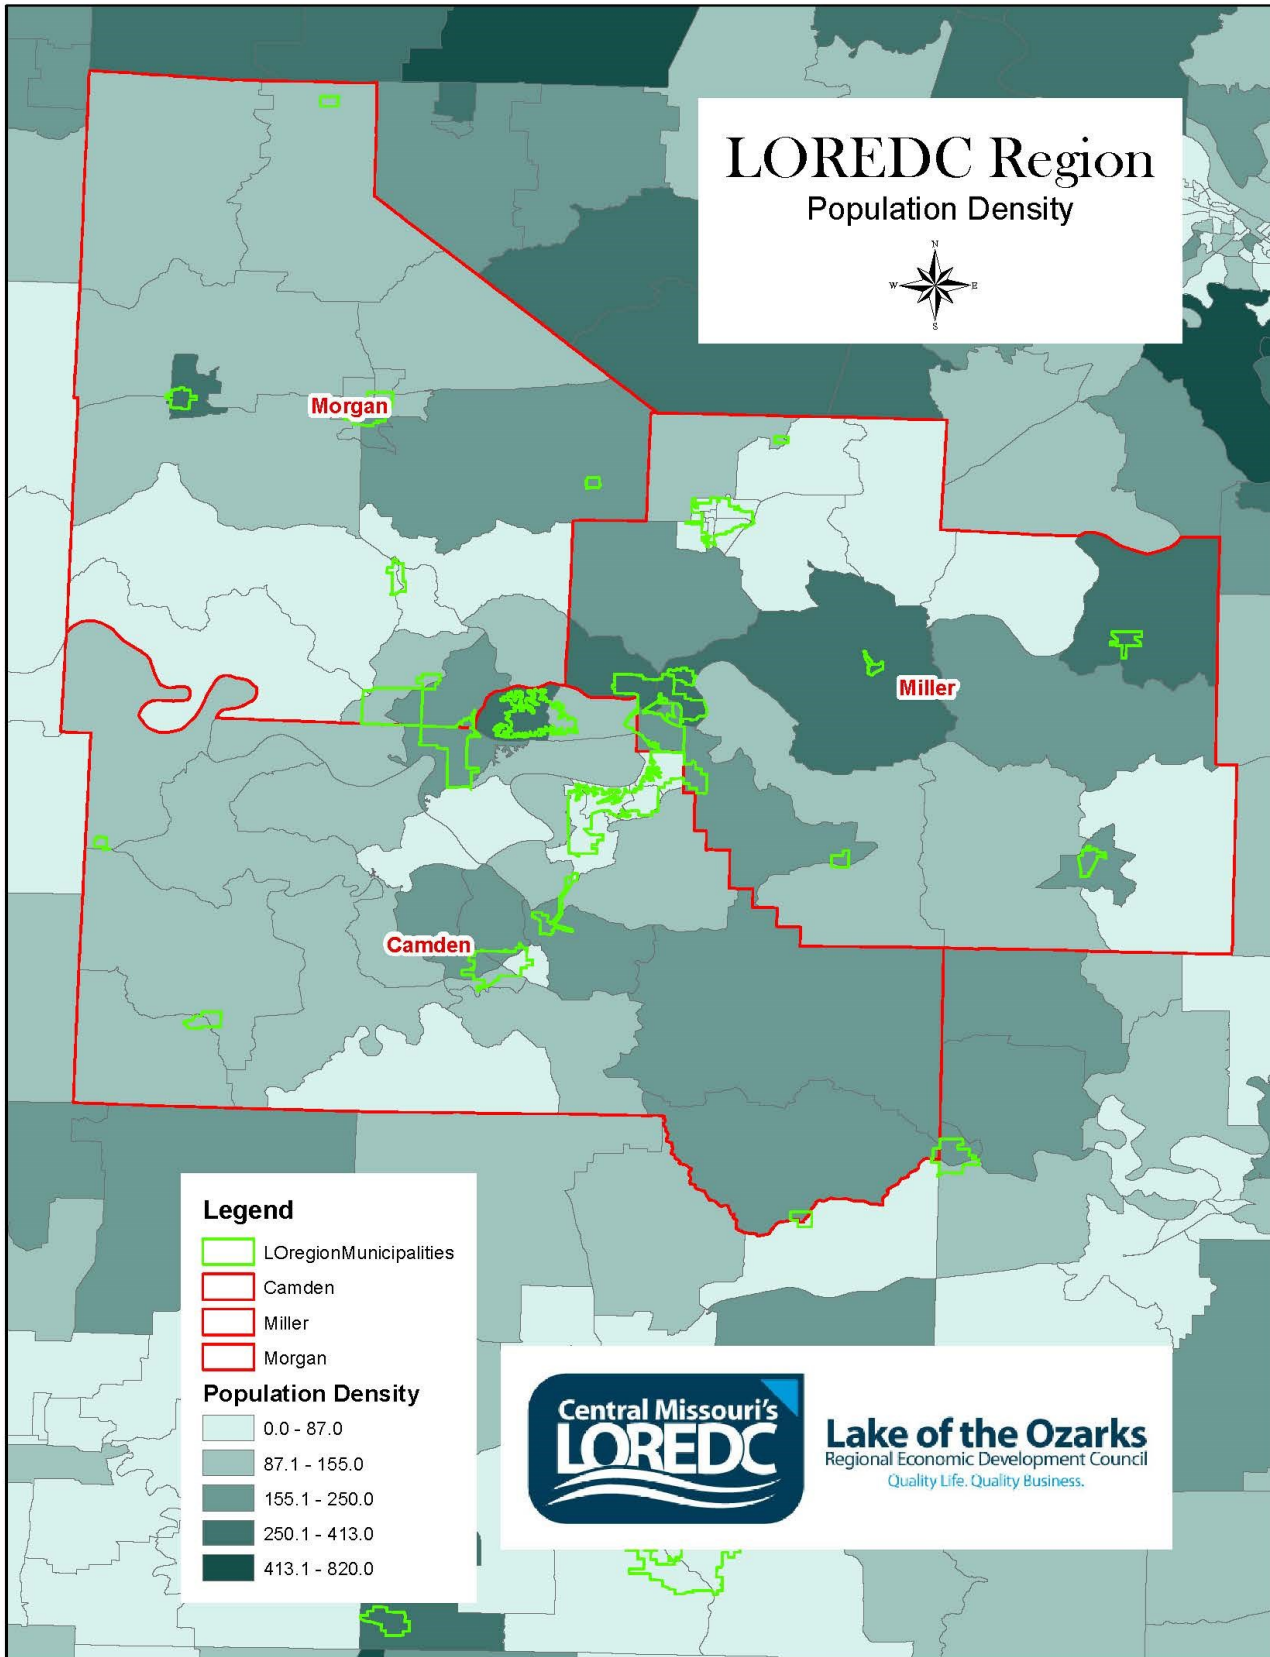 LOREDC Region
Population Density
N
W
E
S
Morgan
Miller
Camden
Legend
LOregionMunicipalities
Camden
Miller
Morgan
Population Density
0.0 - 87.0
87.1 - 155.0
155.1 - 250.0
250.1 - 413.0
413.1 - 820.0
Central Missouri's
LOREDC
Lake of the Ozarks
Regional Economic Development Council
Quality Life. Quality Business.